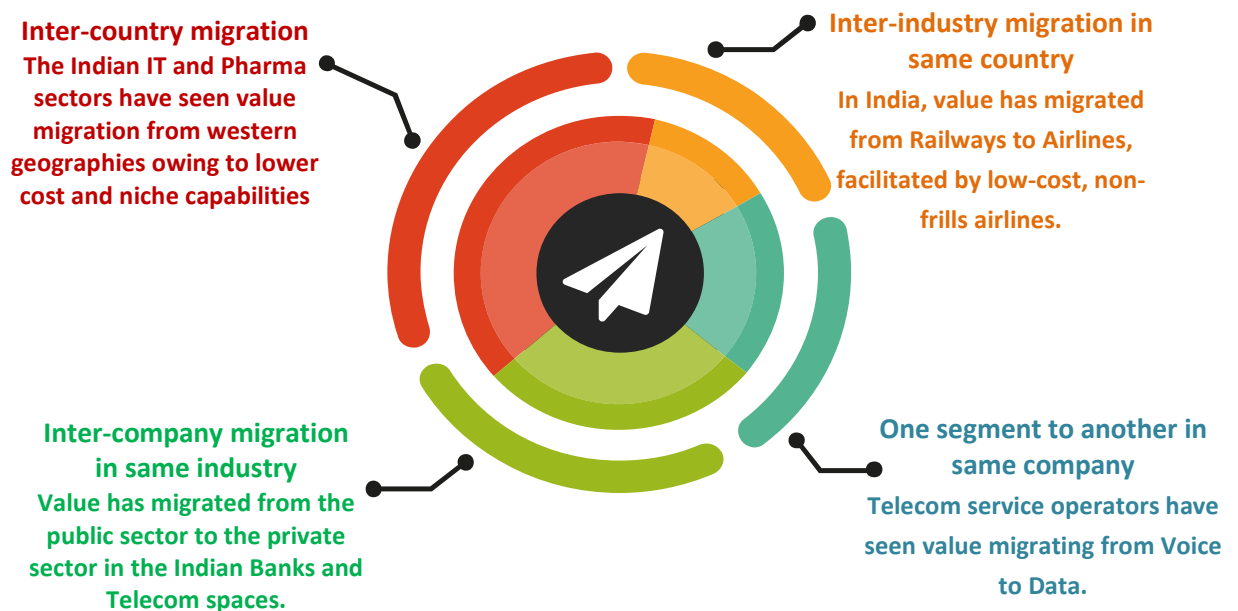 Inter-country migration
The Indian IT and Pharma
sectors have seen value
migration from western
geographies owing to lower
cost and niche capabilities
Inter-industry migration in
same country
In India, value has migrated
from Railways to Airlines,
facilitated by low-cost, non-
frills airlines.
Inter-company migration
in same industry
Value has migrated from the
public sector to the private
sector in the Indian Banks and
Telecom spaces.
One segment to another in
same company
Telecom service operators have
seen value migrating from Voice
to Data.